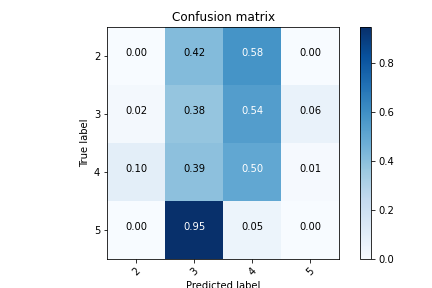 Confusion matrix
True label
2 0.00 0.42 0.58 0.00
3 0.02 0.38 0.54 0.06
4 0.10 0.39 0.50 0.01
5 0.00 0.95 0.05 0.00
2 3 4 5
Predicted label
0.8
0.6
0.4
0.2
0.0